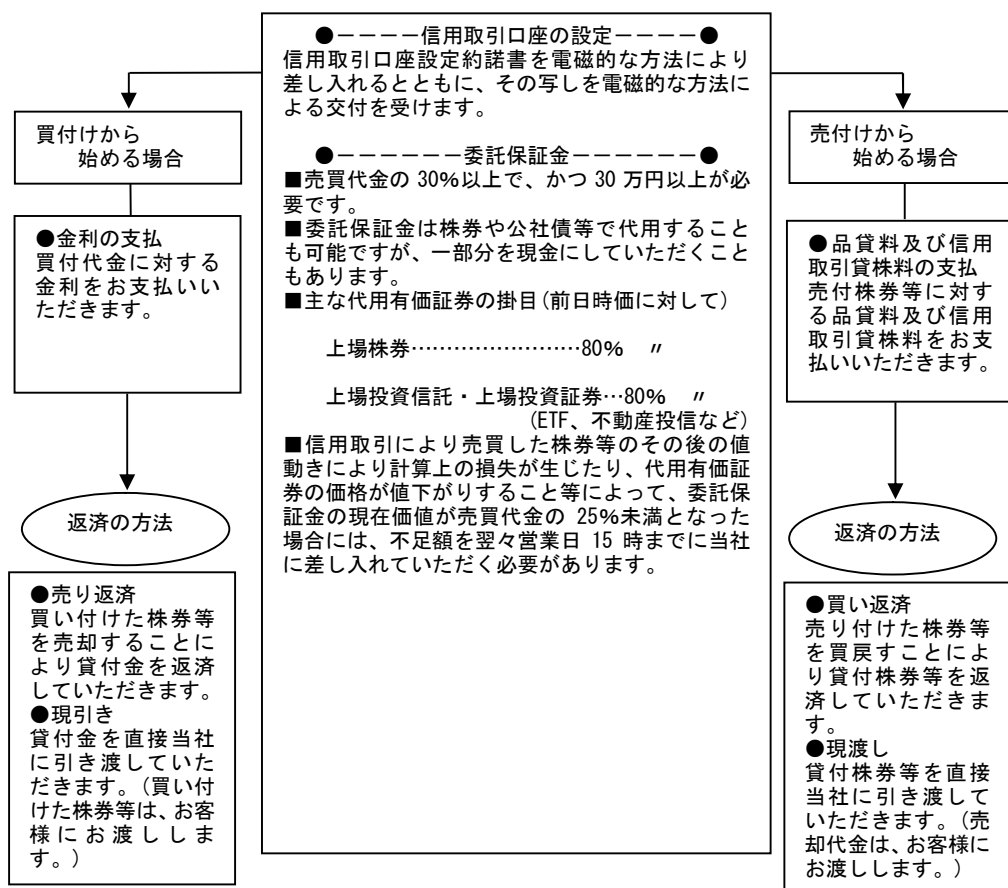 ●－－－－信用取引口座の設定－－－－●
信用取引口座設定約諾書を電磁的な方法により
差し入れるとともに、その写しを電磁的な方法に
よる交付を受けます。
●－－－－－－委託保証金－－－－－－●
■売買代金の 30％以上で、かつ 30 万円以上が必
要です。
■委託保証金は株券や公社債等で代用すること
も可能ですが、一部分を現金にしていただくこと
もあります。
■主な代用有価証券の掛目(前日時価に対して)
上場株券……………………80％　〃
上場投資信託・上場投資証券…80％　〃
(ETF、不動産投信など)
■信用取引により売買した株券等のその後の値
動きにより計算上の損失が生じたり、代用有価証
券の価格が値下がりすること等によって、委託保
証金の現在価値が売買代金の 25％未満となった
場合には、不足額を翌々営業日 15 時までに当社
に差し入れていただく必要があります。
買付けから
始める場合
●金利の支払
買付代金に対する
金利をお支払いい
ただきます。
返済の方法
●売り返済
買い付けた株券等
を売却することに
より貸付金を返済
していただきます。
●現引き
貸付金を直接当社
に引き渡していた
だきます。(買い付
けた株券等は、お客
様にお渡ししま
す。)
売付けから
始める場合
●品貸料及び信用
取引貸株料の支払
売付株券等に対す
る品貸料及び信用
取引貸株料をお支
払いいただきます。
返済の方法
●買い返済
売り付けた株券等
を買戻すことによ
り貸付株券等を返
済していただきま
す。
●現渡し
貸付株券等を直接
当社に引き渡して
いただきます。(売
却代金は、お客様に
お渡しします。)